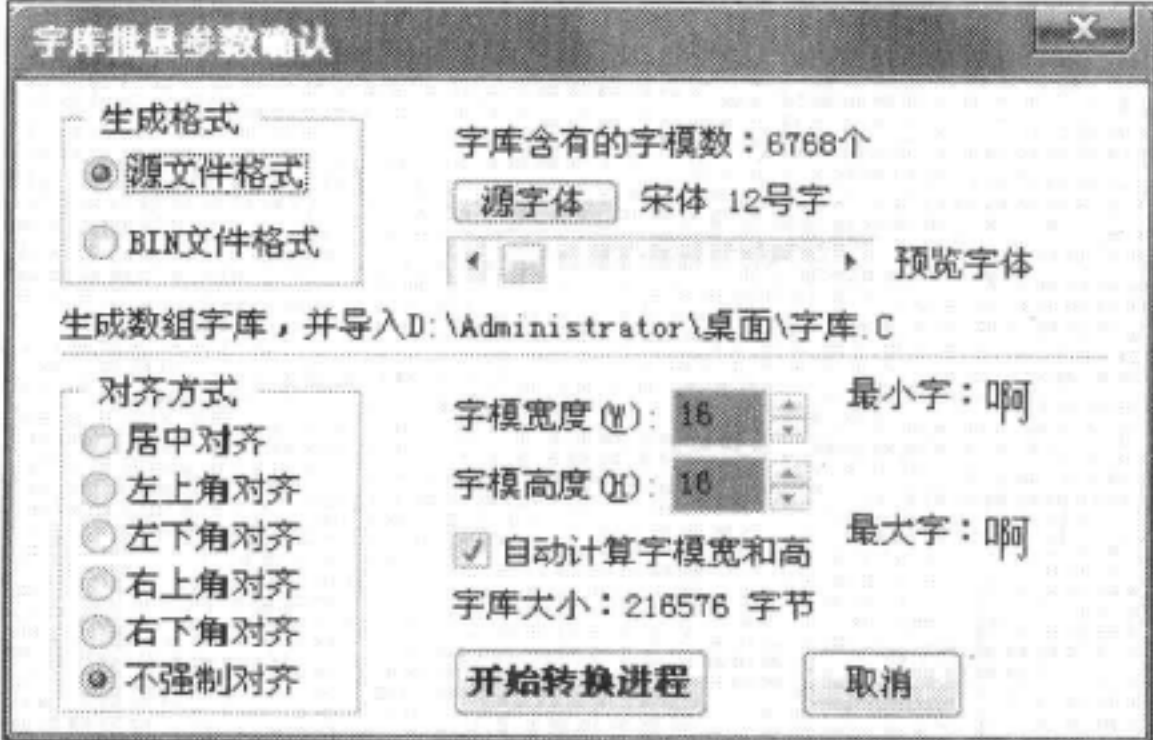 字库批量参数确认
生成格式
源文件格式
BIN文件格式
字库含有的字模数：6768个
源字体 宋体 12号字
预览字体
生成数组字库，并导入D:\Administrator\桌面\字库.C
对齐方式
居中对齐
左上角对齐
左下角对齐
右上角对齐
右下角对齐
不强制对齐
字模宽度(W): 16
字模高度(H): 16
自动计算字模宽和高
字库大小：216576 字节
最小字：啊
最大字：啊
开始转换进程
取消